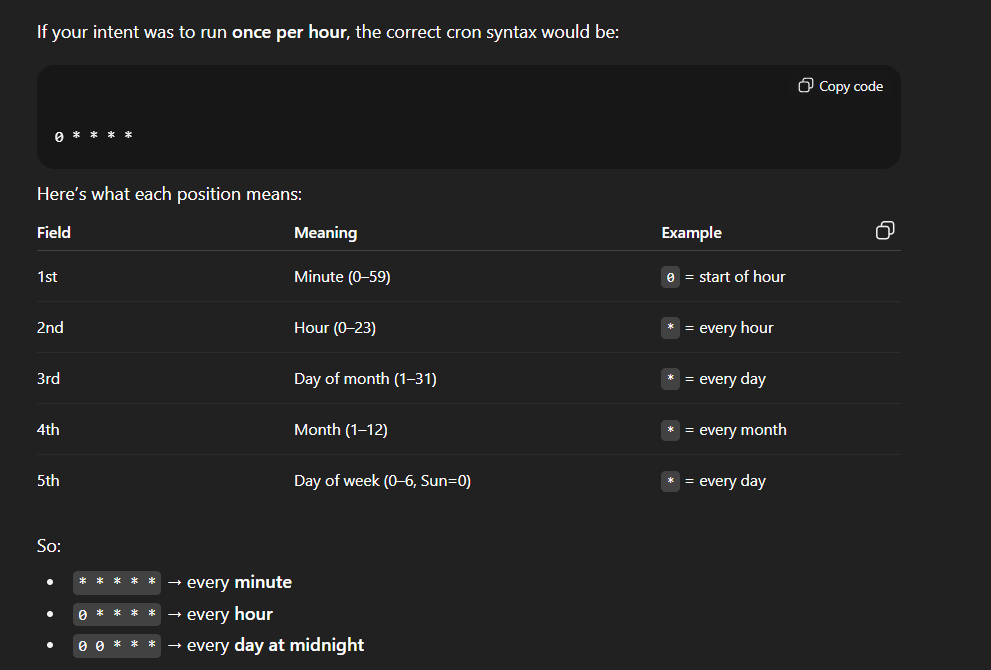 If your intent was to run once per hour, the correct cron syntax would be:
Copy code
0 * * * *
Here’s what each position means:
Field Meaning Example
1st Minute (0–59) 0 = start of hour
2nd Hour (0–23) * = every hour
3rd Day of month (1–31) * = every day
4th Month (1–12) * = every month
5th Day of week (0–6, Sun=0) * = every day
So:
• * * * * * → every minute
• 0 * * * * → every hour
• 0 0 * * * → every day at midnight